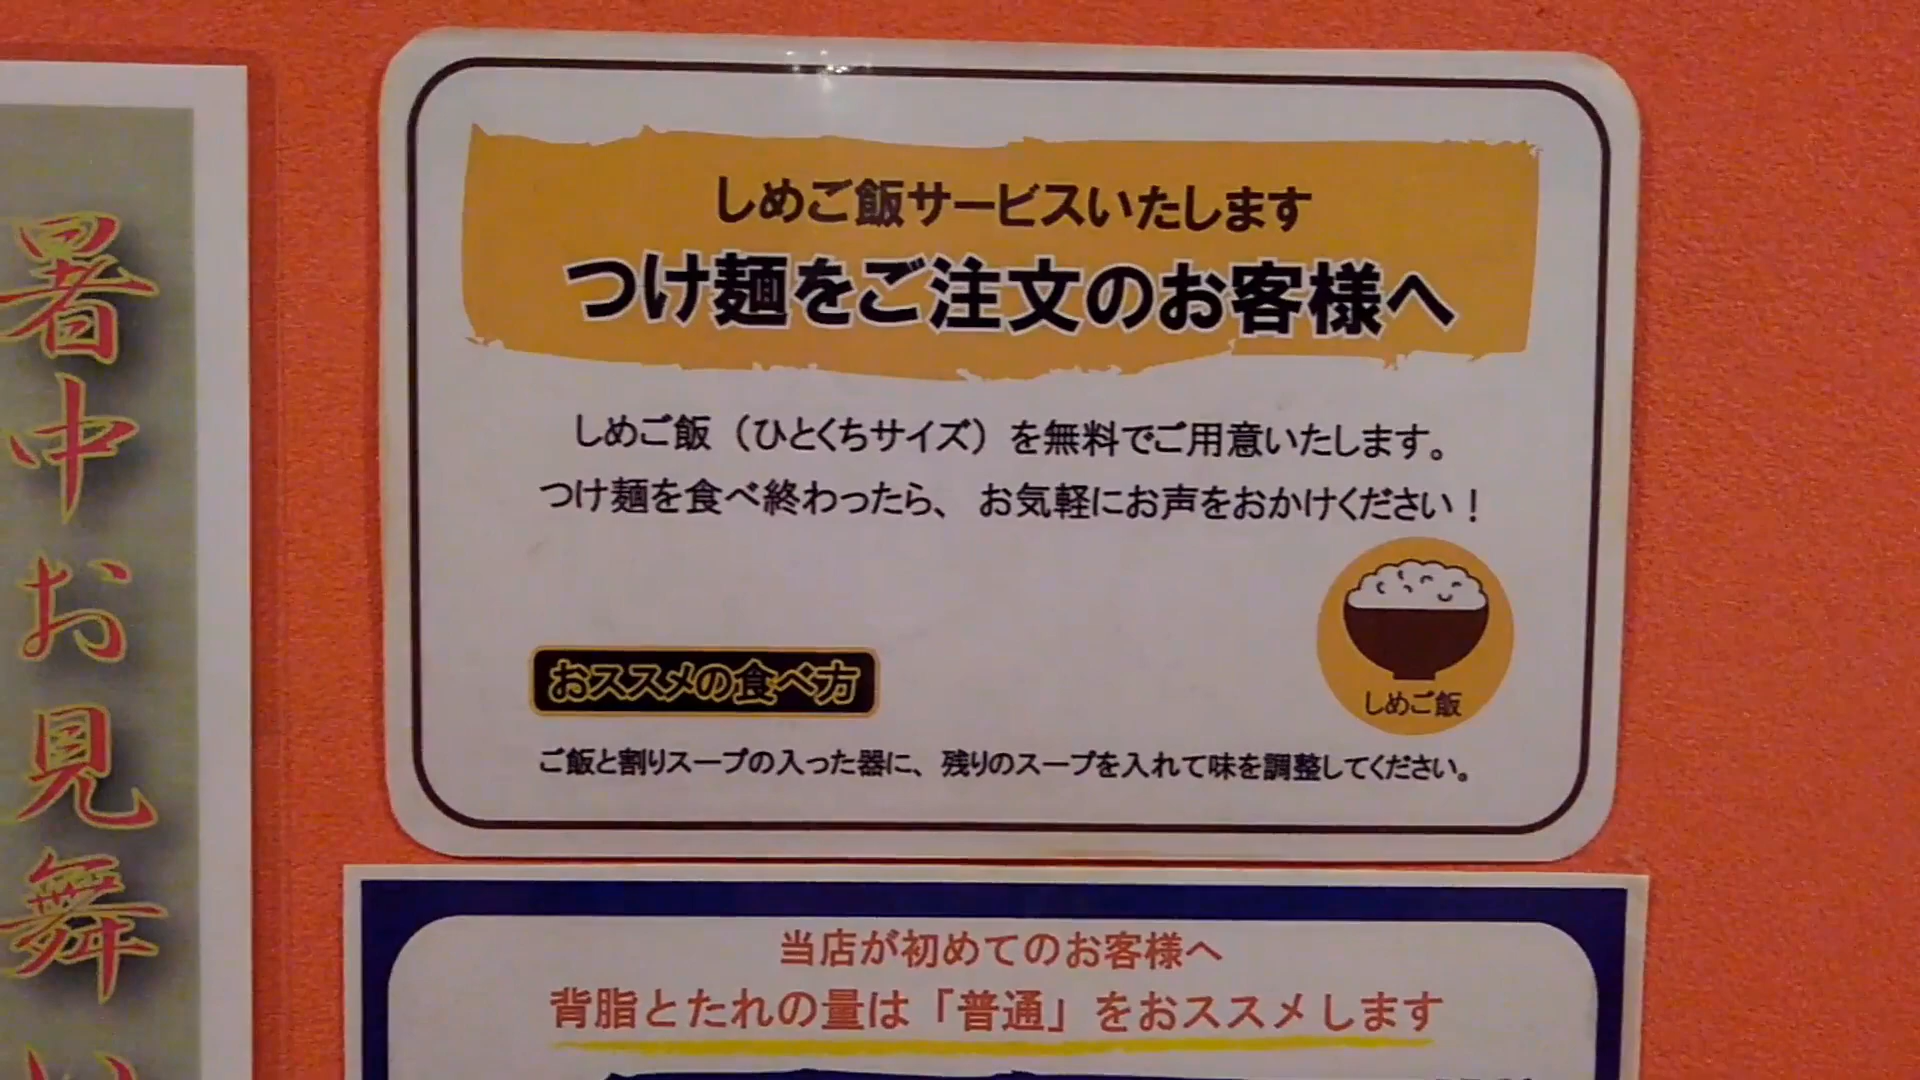 しめご飯サービスいたします
つけ麺をご注文のお客様へ
しめご飯（ひとくちサイズ）を無料でご用意いたします。
つけ麺を食べ終わったら、お気軽にお声をおかけください！
しめご飯
おススメの食べ方
ご飯と割りスープの入った器に、残りのスープを入れて味を調整してください。
当店が初めてのお客様へ
背脂とたれの量は「普通」をおススメします
暑中お見舞い